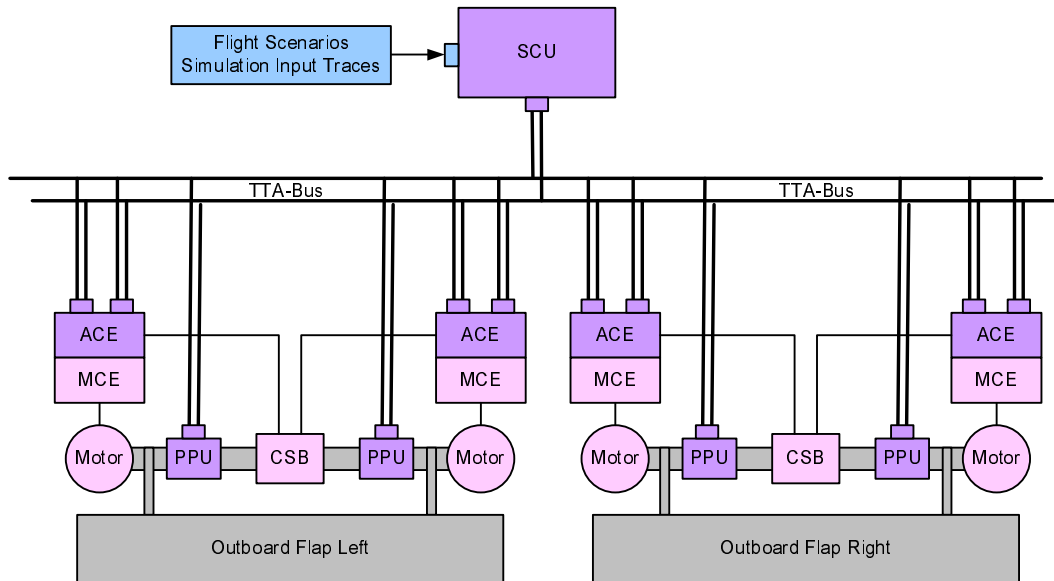 Flight Scenarios
Simulation Input Traces
SCU
TTA-Bus
TTA-Bus
ACE
MCE
ACE
MCE
ACE
MCE
ACE
MCE
Motor
PPU
CSB
PPU
Motor
Motor
PPU
CSB
PPU
Motor
Outboard Flap Left
Outboard Flap Right